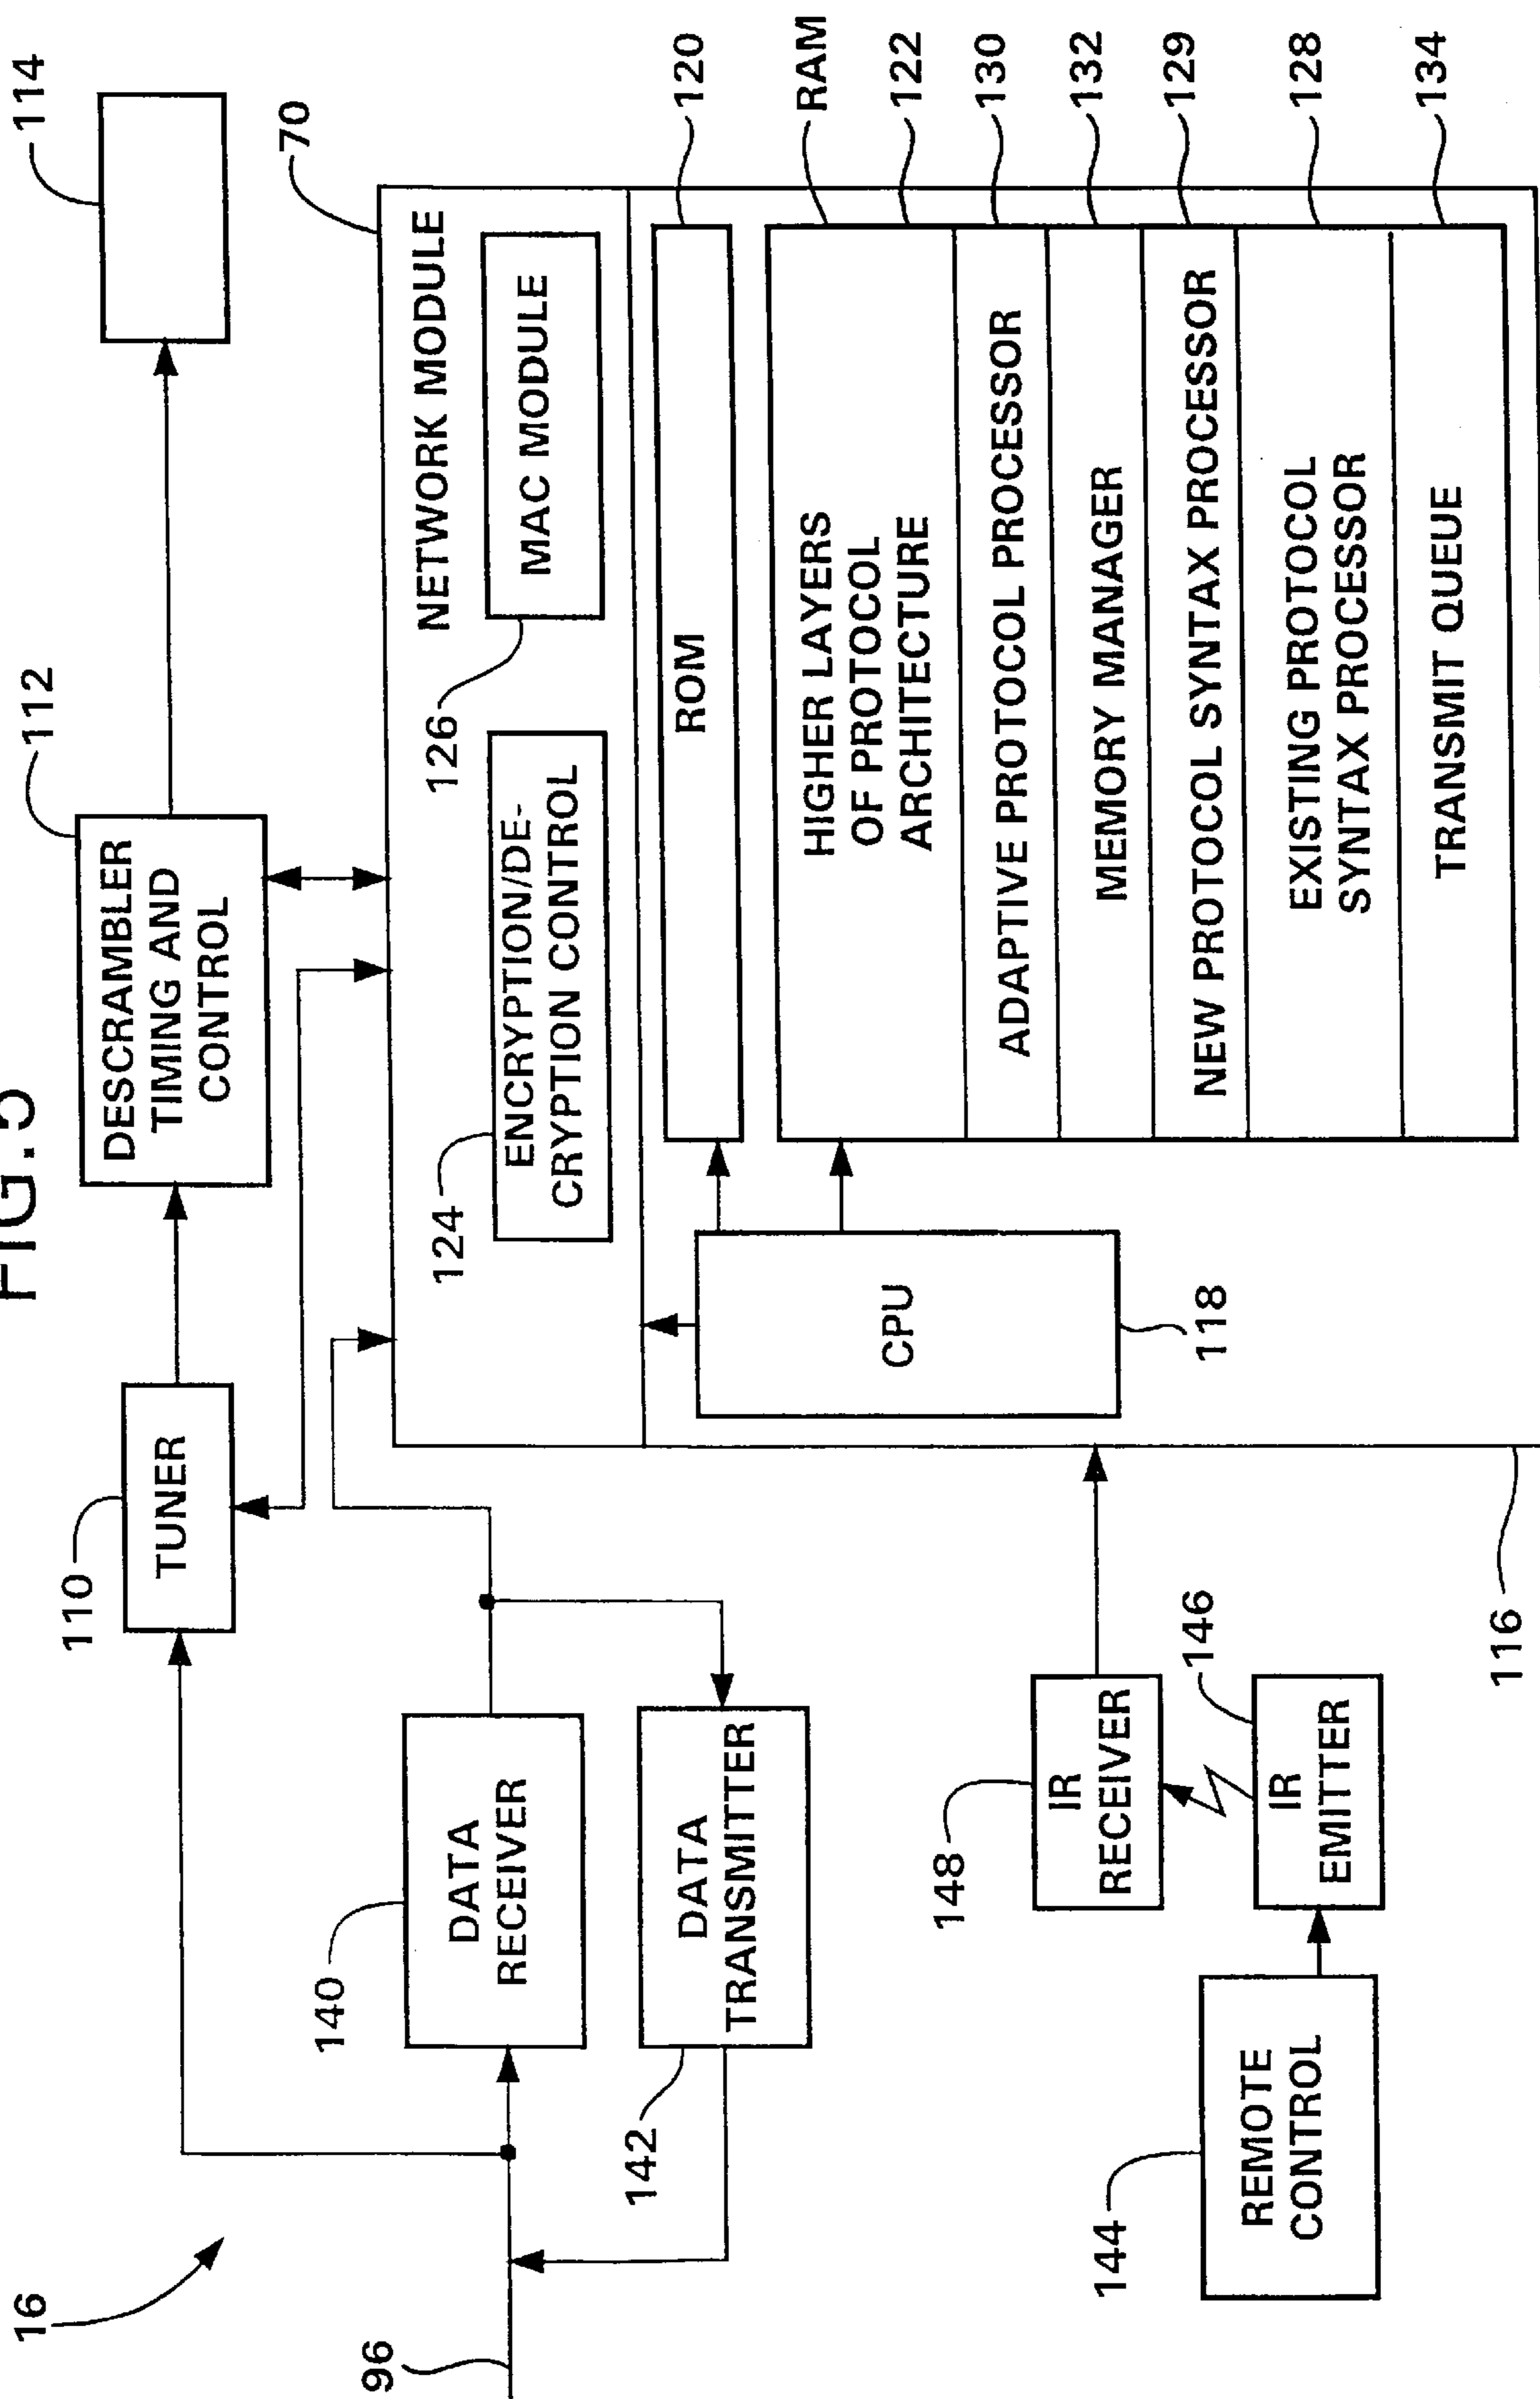 FIG.5
16
96
110
TUNER
112
DESCRAMBLER
TIMING AND
CONTROL
114
70
NETWORK MODULE
124
ENCRYPTION/DE-
CRYPTION CONTROL
126
MAC MODULE
140
DATA
RECEIVER
142
DATA
TRANSMITTER
ROM
120
CPU
118
RAM
HIGHER LAYERS
OF PROTOCOL
ARCHITECTURE
122
ADAPTIVE PROTOCOL PROCESSOR
130
MEMORY MANAGER
132
NEW PROTOCOL SYNTAX PROCESSOR
129
EXISTING PROTOCOL
SYNTAX PROCESSOR
128
TRANSMIT QUEUE
134
148
IR
RECEIVER
146
IR
EMITTER
144
REMOTE
CONTROL
116